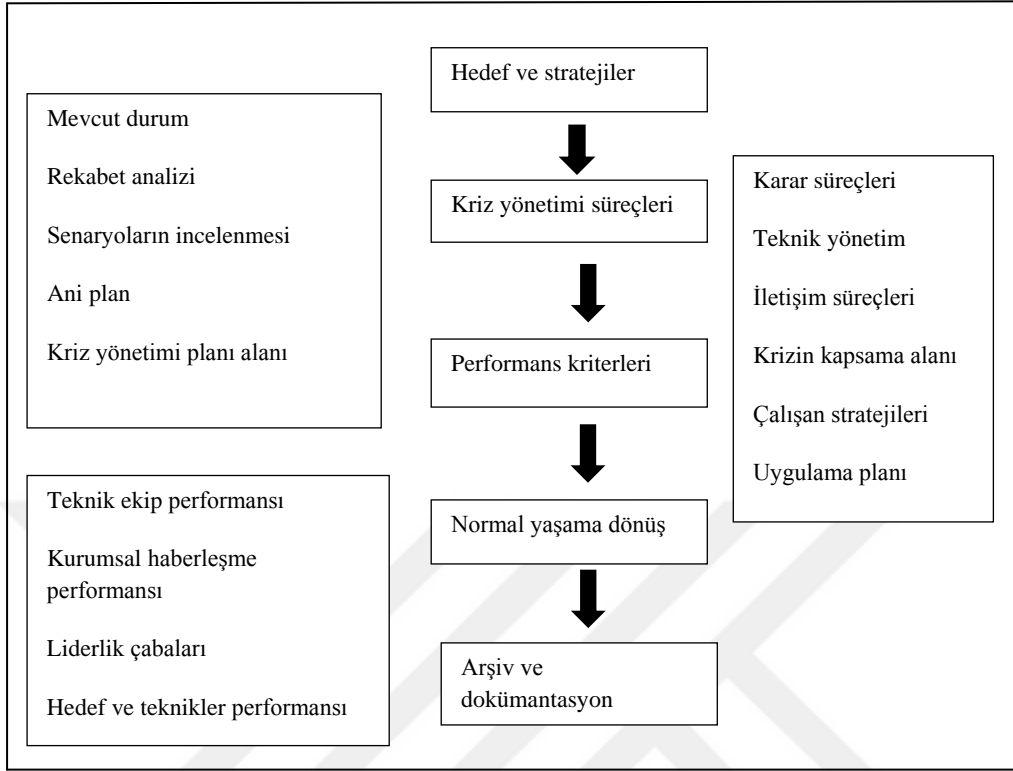 Hedef ve stratejiler
Mevcut durum
Rekabet analizi
Senaryoların incelenmesi
Ani plan
Kriz yönetimi planı alanı
Kriz yönetimi süreçleri
Karar süreçleri
Teknik yönetim
İletişim süreçleri
Krizin kapsama alanı
Çalışan stratejileri
Uygulama planı
Performans kriterleri
Teknik ekip performansı
Kurumsal haberleşme
performansı
Liderlik çabaları
Hedef ve teknikler performansı
Normal yaşama dönüş
Arşiv ve
dokümantasyon